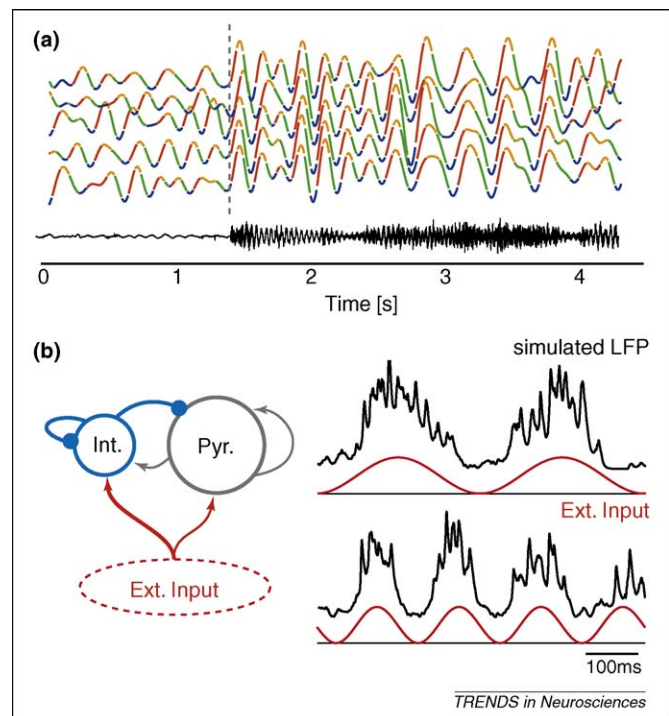 (a)
0 1 2 3 4
Time [s]
(b)
simulated LFP
Int. Pyr.
Ext. Input
Ext. Input
100ms
TRENDS in Neurosciences